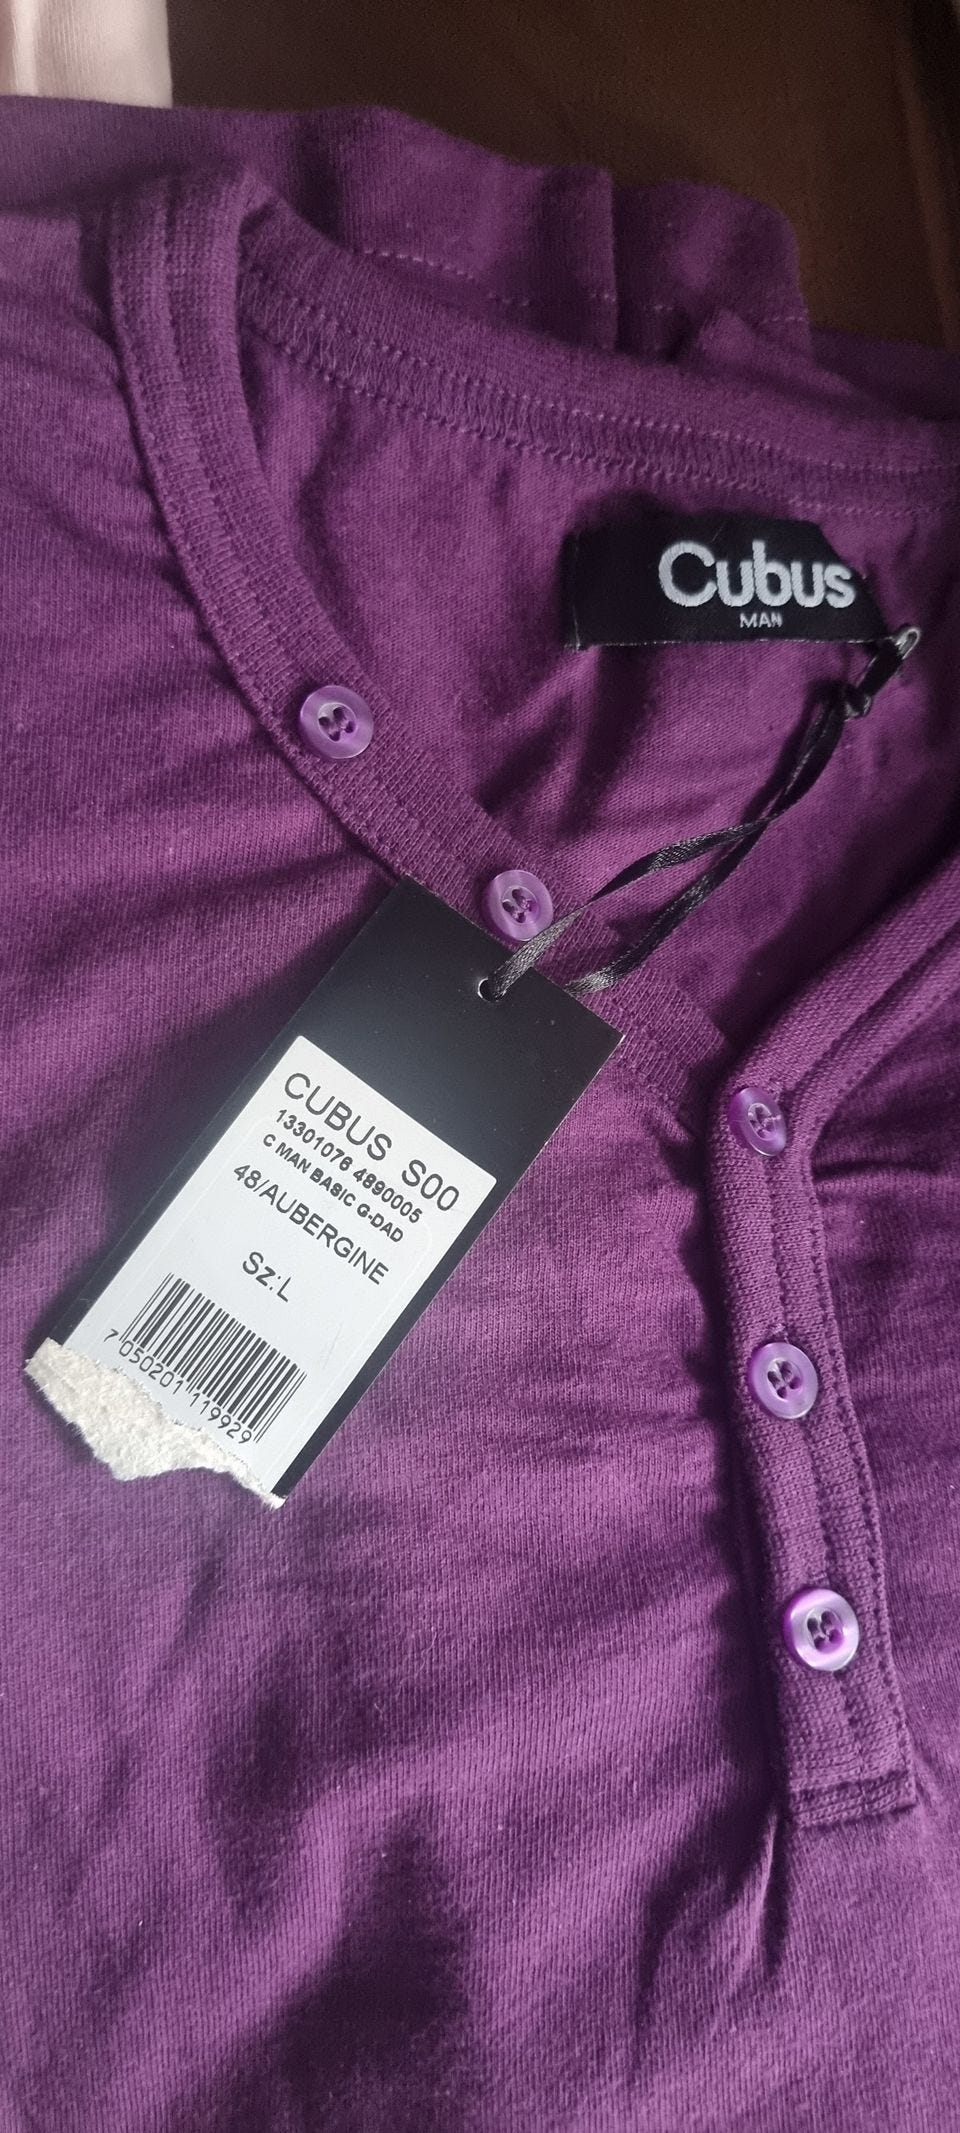 Cubus
MAN
CUBUS S00
13301076 4890005
C MAN BASIC G-DAD
48/AUBERGINE
Sz:L
7 050201 119929